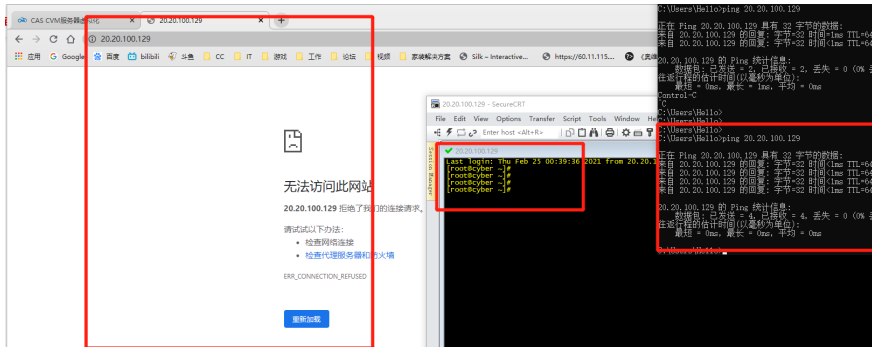 CAS CVM服务器虚拟化
20.20.100.129
20.20.100.129
应用 Google 百度 bilibili 斗鱼 CC IT 游戏 工作 论坛 视频 家装解决方案 Silk – Interactive... https://60.11.115...
无法访问此网站
20.20.100.129 拒绝了我们的连接请求。
请试试以下办法:
• 检查网络连接
• 检查代理服务器和防火墙
ERR_CONNECTION_REFUSED
重新加载
20.20.100.129 - SecureCRT
File Edit View Options Transfer Script Tools Window He
Enter host <Alt+R>
Session Manager
20.20.100.129
Last login: Thu Feb 25 00:39:36 2021 from 20.20.1
[root@cyber ~]#
[root@cyber ~]#
[root@cyber ~]#
[root@cyber ~]#
C:\Users\Hello>ping 20.20.100.129
正在 Ping 20.20.100.129 具有 32 字节的数据:
来自 20.20.100.129 的回复: 字节=32 时间=1ms TTL=64
来自 20.20.100.129 的回复: 字节=32 时间<1ms TTL=64
20.20.100.129 的 Ping 统计信息:
数据包: 已发送 = 2, 已接收 = 2, 丢失 = 0 (0% 丢
往返行程的估计时间(以毫秒为单位):
最短 = 0ms, 最长 = 1ms, 平均 = 0ms
Control-C
^C
C:\Users\Hello>
C:\Users\Hello>
C:\Users\Hello>
C:\Users\Hello>ping 20.20.100.129
正在 Ping 20.20.100.129 具有 32 字节的数据:
来自 20.20.100.129 的回复: 字节=32 时间<1ms TTL=64
来自 20.20.100.129 的回复: 字节=32 时间<1ms TTL=64
来自 20.20.100.129 的回复: 字节=32 时间<1ms TTL=64
来自 20.20.100.129 的回复: 字节=32 时间<1ms TTL=64
20.20.100.129 的 Ping 统计信息:
数据包: 已发送 = 4, 已接收 = 4, 丢失 = 0 (0% 丢
往返行程的估计时间(以毫秒为单位):
最短 = 0ms, 最长 = 0ms, 平均 = 0ms
C:\Users\Hello>